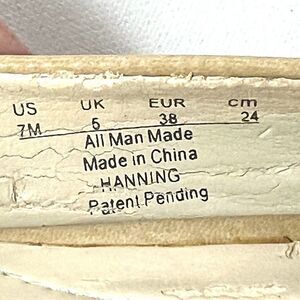 US UK EUR cm
7M 5 38 24
All Man Made
Made in China
HANNING
Patent Pending